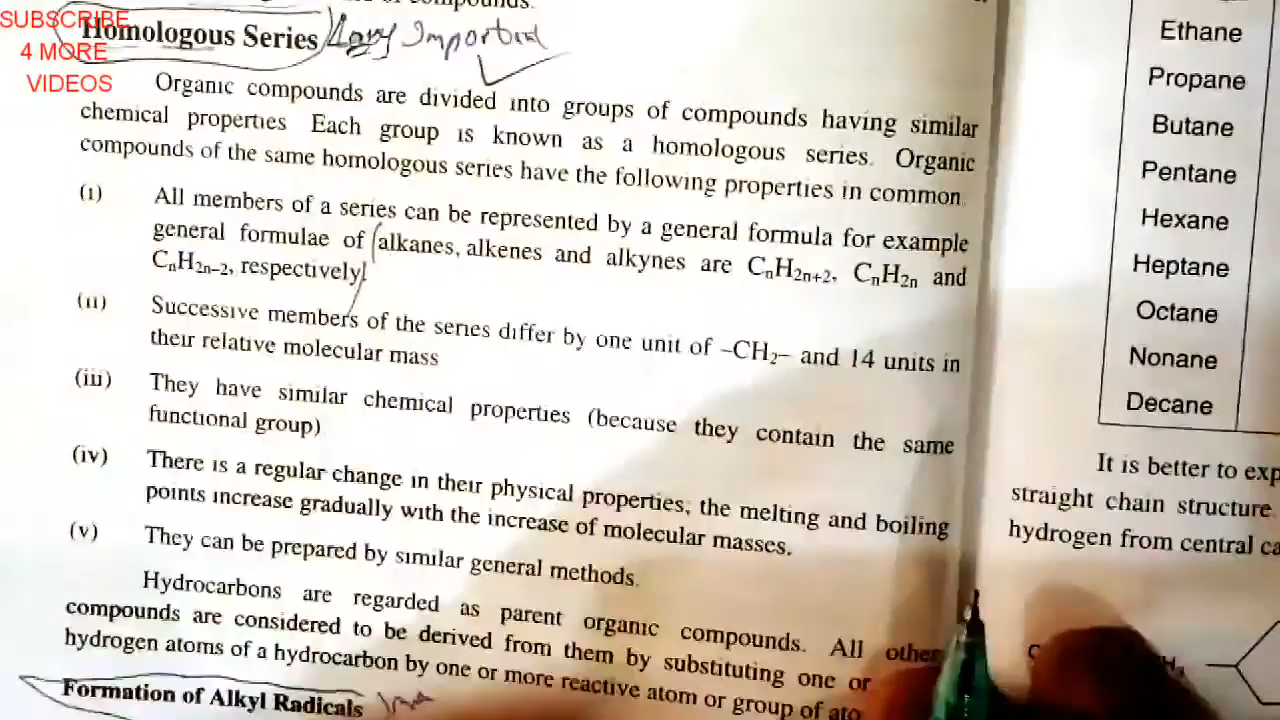 SUBSCRIBE
4 MORE
VIDEOS
compounds.
Homologous Series
Very Important
Organic compounds are divided into groups of compounds having similar
chemical properties Each group is known as a homologous series. Organic
compounds of the same homologous series have the following properties in common.
(i) All members of a series can be represented by a general formula for example
general formulae of alkanes, alkenes and alkynes are CₙH₂ₙ₊₂, CₙH₂ₙ and
CₙH₂ₙ₋₂, respectively.
(ii) Successive members of the series differ by one unit of –CH₂– and 14 units in
their relative molecular mass
(iii) They have similar chemical properties (because they contain the same
functional group)
(iv) There is a regular change in their physical properties; the melting and boiling
points increase gradually with the increase of molecular masses.
(v) They can be prepared by similar general methods.
Hydrocarbons are regarded as parent organic compounds. All other
compounds are considered to be derived from them by substituting one or
hydrogen atoms of a hydrocarbon by one or more reactive atom or group of ato
Formation of Alkyl Radicals
Ethane
Propane
Butane
Pentane
Hexane
Heptane
Octane
Nonane
Decane
It is better to exp
straight chain structure
hydrogen from central ca